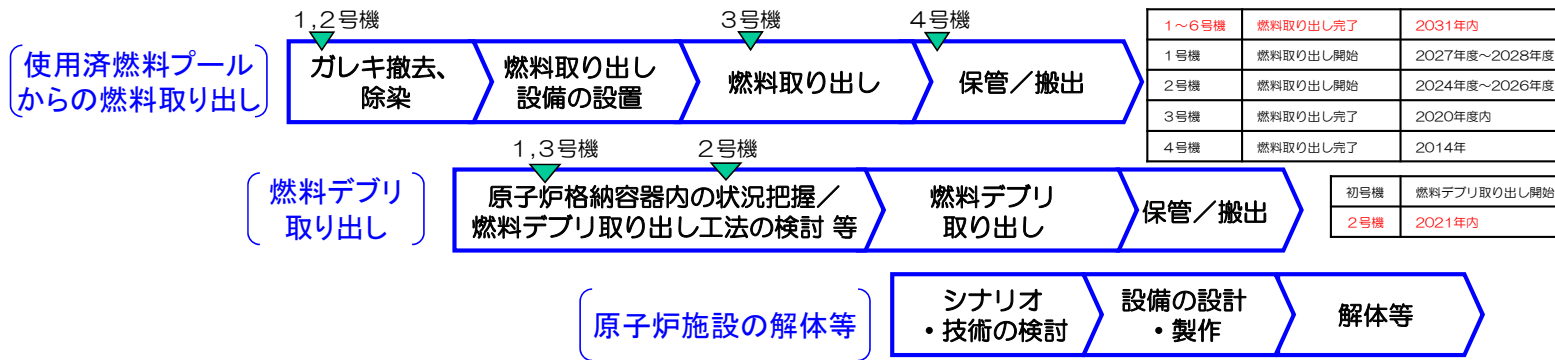 1,2号機
3号機
4号機
使用済燃料プール
からの燃料取り出し
ガレキ撤去、
除染
燃料取り出し
設備の設置
燃料取り出し
保管／搬出
1～6号機 燃料取り出し完了 2031年内
1号機 燃料取り出し開始 2027年度～2028年度
2号機 燃料取り出し開始 2024年度～2026年度
3号機 燃料取り出し完了 2020年度内
4号機 燃料取り出し完了 2014年
1,3号機
2号機
燃料デブリ
取り出し
原子炉格納容器内の状況把握／
燃料デブリ取り出し工法の検討 等
燃料デブリ
取り出し
保管／搬出
初号機 燃料デブリ取り出し開始
2号機 2021年内
原子炉施設の解体等
シナリオ
・技術の検討
設備の設計
・製作
解体等